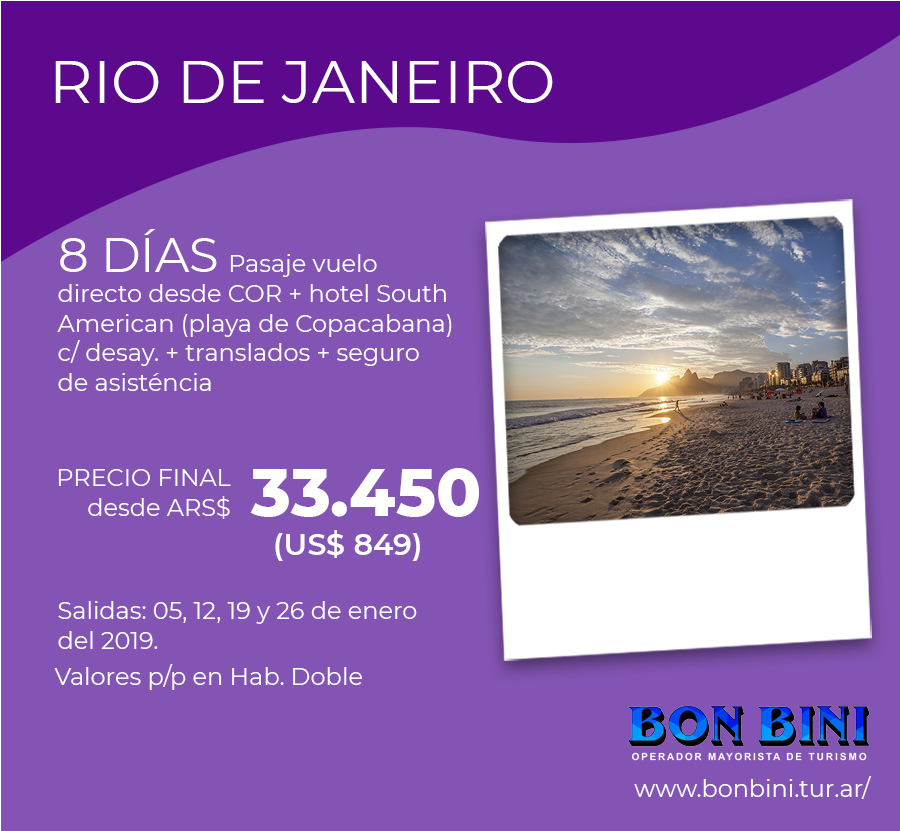 RIO DE JANEIRO
8 DÍAS Pasaje vuelo
directo desde COR + hotel South
American (playa de Copacabana)
c/ desay. + translados + seguro
de asisténcia
PRECIO FINAL
desde ARS$ 33.450
(US$ 849)
Salidas: 05, 12, 19 y 26 de enero
del 2019.
Valores p/p en Hab. Doble
BON BINI
OPERADOR MAYORISTA DE TURISMO
www.bonbini.tur.ar/